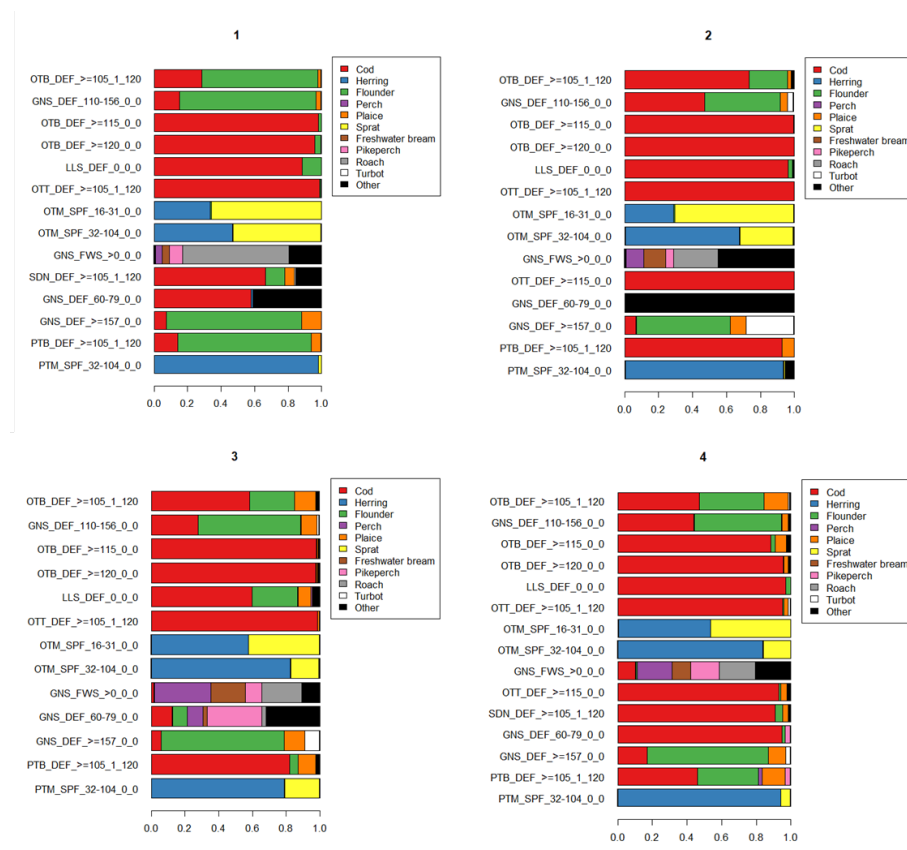 1
OTB_DEF_>=105_1_120
GNS_DEF_110-156_0_0
OTB_DEF_>=115_0_0
OTB_DEF_>=120_0_0
LLS_DEF_0_0_0
OTT_DEF_>=105_1_120
OTM_SPF_16-31_0_0
OTM_SPF_32-104_0_0
GNS_FWS_>0_0_0
SDN_DEF_>=105_1_120
GNS_DEF_60-79_0_0
GNS_DEF_>=157_0_0
PTB_DEF_>=105_1_120
PTM_SPF_32-104_0_0
0.0 0.2 0.4 0.6 0.8 1.0
Cod
Herring
Flounder
Perch
Plaice
Sprat
Freshwater bream
Pikeperch
Roach
Turbot
Other
2
OTB_DEF_>=105_1_120
GNS_DEF_110-156_0_0
OTB_DEF_>=115_0_0
OTB_DEF_>=120_0_0
LLS_DEF_0_0_0
OTT_DEF_>=105_1_120
OTM_SPF_16-31_0_0
OTM_SPF_32-104_0_0
GNS_FWS_>0_0_0
OTT_DEF_>=115_0_0
GNS_DEF_60-79_0_0
GNS_DEF_>=157_0_0
PTB_DEF_>=105_1_120
PTM_SPF_32-104_0_0
0.0 0.2 0.4 0.6 0.8 1.0
Cod
Herring
Flounder
Perch
Plaice
Sprat
Freshwater bream
Pikeperch
Roach
Turbot
Other
3
OTB_DEF_>=105_1_120
GNS_DEF_110-156_0_0
OTB_DEF_>=115_0_0
OTB_DEF_>=120_0_0
LLS_DEF_0_0_0
OTT_DEF_>=105_1_120
OTM_SPF_16-31_0_0
OTM_SPF_32-104_0_0
GNS_FWS_>0_0_0
GNS_DEF_60-79_0_0
GNS_DEF_>=157_0_0
PTB_DEF_>=105_1_120
PTM_SPF_32-104_0_0
0.0 0.2 0.4 0.6 0.8 1.0
Cod
Herring
Flounder
Perch
Plaice
Sprat
Freshwater bream
Pikeperch
Roach
Turbot
Other
4
OTB_DEF_>=105_1_120
GNS_DEF_110-156_0_0
OTB_DEF_>=115_0_0
OTB_DEF_>=120_0_0
LLS_DEF_0_0_0
OTT_DEF_>=105_1_120
OTM_SPF_16-31_0_0
OTM_SPF_32-104_0_0
GNS_FWS_>0_0_0
OTT_DEF_>=115_0_0
SDN_DEF_>=105_1_120
GNS_DEF_60-79_0_0
GNS_DEF_>=157_0_0
PTB_DEF_>=105_1_120
PTM_SPF_32-104_0_0
0.0 0.2 0.4 0.6 0.8 1.0
Cod
Herring
Flounder
Perch
Plaice
Sprat
Freshwater bream
Pikeperch
Roach
Turbot
Other